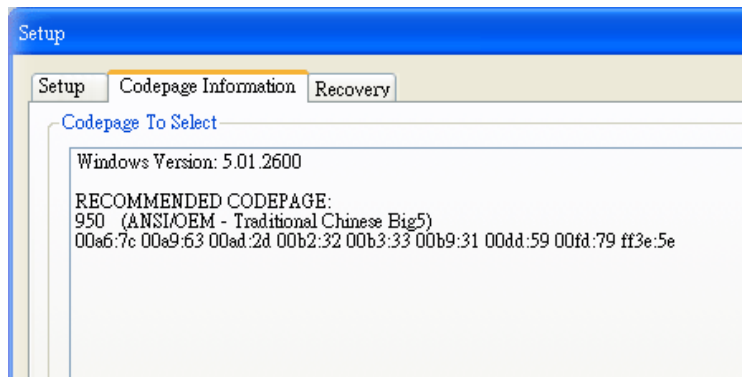 Setup
Setup Codepage Information Recovery
Codepage To Select
Windows Version: 5.01.2600
RECOMMENDED CODEPAGE:
950 (ANSI/OEM - Traditional Chinese Big5)
00a6:7c 00a9:63 00ad:2d 00b2:32 00b3:33 00b9:31 00dd:59 00fd:79 ff3e:5e